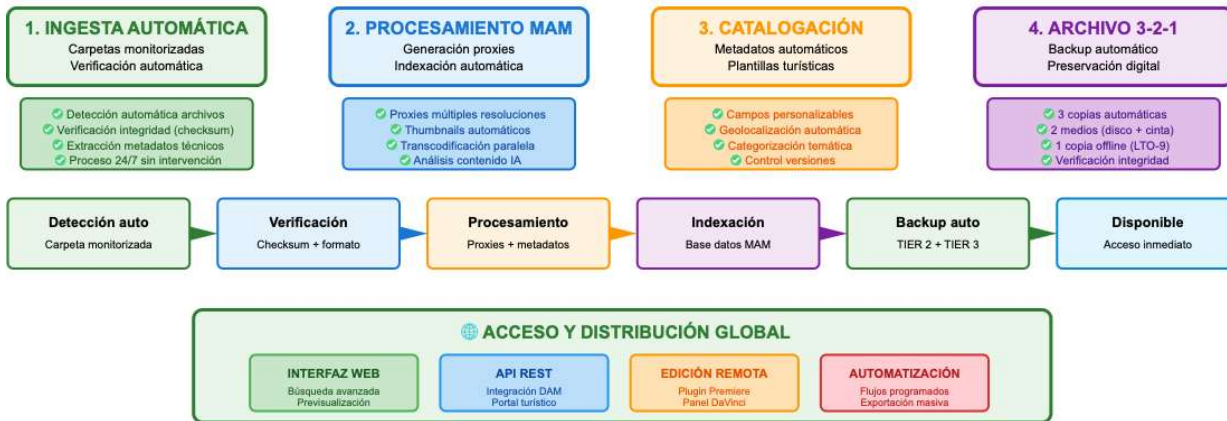 1. INGESTA AUTOMÁTICA
Carpetas monitorizadas
Verificación automática
2. PROCESAMIENTO MAM
Generación proxies
Indexación automática
3. CATALOGACIÓN
Metadatos automáticos
Plantillas turísticas
4. ARCHIVO 3-2-1
Backup automático
Preservación digital
Detección automática archivos
Verificación integridad (checksum)
Extracción metadatos técnicos
Proceso 24/7 sin intervención
Proxies múltiples resoluciones
Thumbnails automáticos
Transcodificación paralela
Análisis contenido IA
Campos personalizables
Geolocalización automática
Categorización temática
Control versiones
3 copias automáticas
2 medios (disco + cinta)
1 copia offline (LTO-9)
Verificación integridad
Detección auto
Carpeta monitorizada
Verificación
Checksum + formato
Procesamiento
Proxies + metadatos
Indexación
Base datos MAM
Backup auto
TIER 2 + TIER 3
Disponible
Acceso inmediato
ACCESO Y DISTRIBUCIÓN GLOBAL
INTERFAZ WEB
Búsqueda avanzada
Previsualización
API REST
Integración DAM
Portal turístico
EDICIÓN REMOTA
Plugin Premiere
Panel DaVinci
AUTOMATIZACIÓN
Flujos programados
Exportación masiva